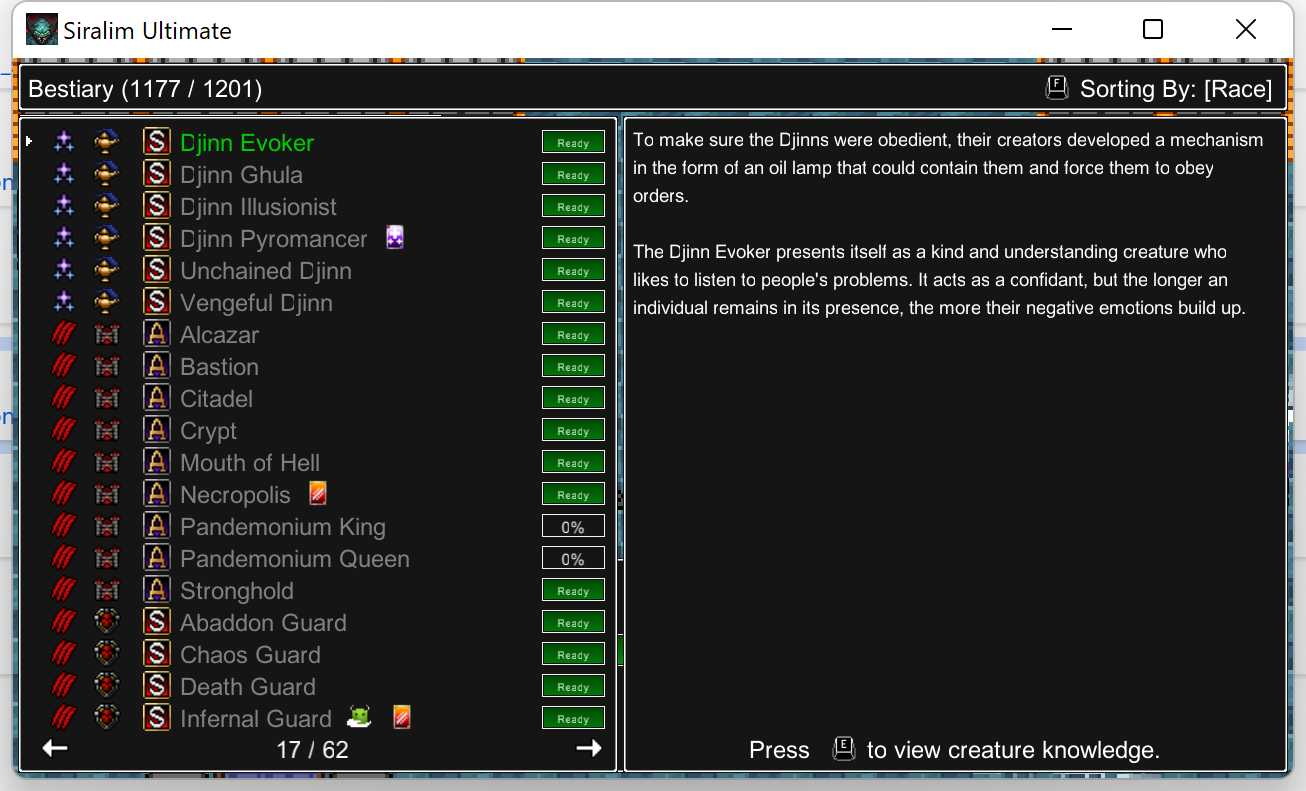 Siralim Ultimate
Bestiary (1177 / 1201)
F Sorting By: [Race]
S Djinn Evoker Ready
S Djinn Ghula Ready
S Djinn Illusionist Ready
S Djinn Pyromancer Ready
S Unchained Djinn Ready
S Vengeful Djinn Ready
A Alcazar Ready
A Bastion Ready
A Citadel Ready
A Crypt Ready
A Mouth of Hell Ready
A Necropolis Ready
A Pandemonium King 0%
A Pandemonium Queen 0%
A Stronghold Ready
S Abaddon Guard Ready
S Chaos Guard Ready
S Death Guard Ready
S Infernal Guard Ready
17 / 62
To make sure the Djinns were obedient, their creators developed a mechanism
in the form of an oil lamp that could contain them and force them to obey
orders.
The Djinn Evoker presents itself as a kind and understanding creature who
likes to listen to people's problems. It acts as a confidant, but the longer an
individual remains in its presence, the more their negative emotions build up.
Press E to view creature knowledge.